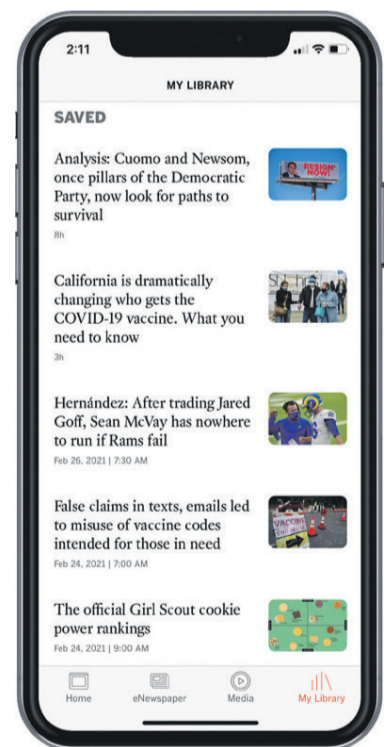 2:11
MY LIBRARY
SAVED
Analysis: Cuomo and Newsom,
once pillars of the Democratic
Party, now look for paths to
survival
8h
RESIGN
NOW!
California is dramatically
changing who gets the
COVID-19 vaccine. What you
need to know
3h
Hernández: After trading Jared
Goff, Sean McVay has nowhere
to run if Rams fail
Feb 26, 2021 | 7:30 AM
False claims in texts, emails led
to misuse of vaccine codes
intended for those in need
Feb 24, 2021 | 7:00 AM
VACCINE
The official Girl Scout cookie
power rankings
Feb 24, 2021 | 9:00 AM
Home
eNewspaper
Media
My Library